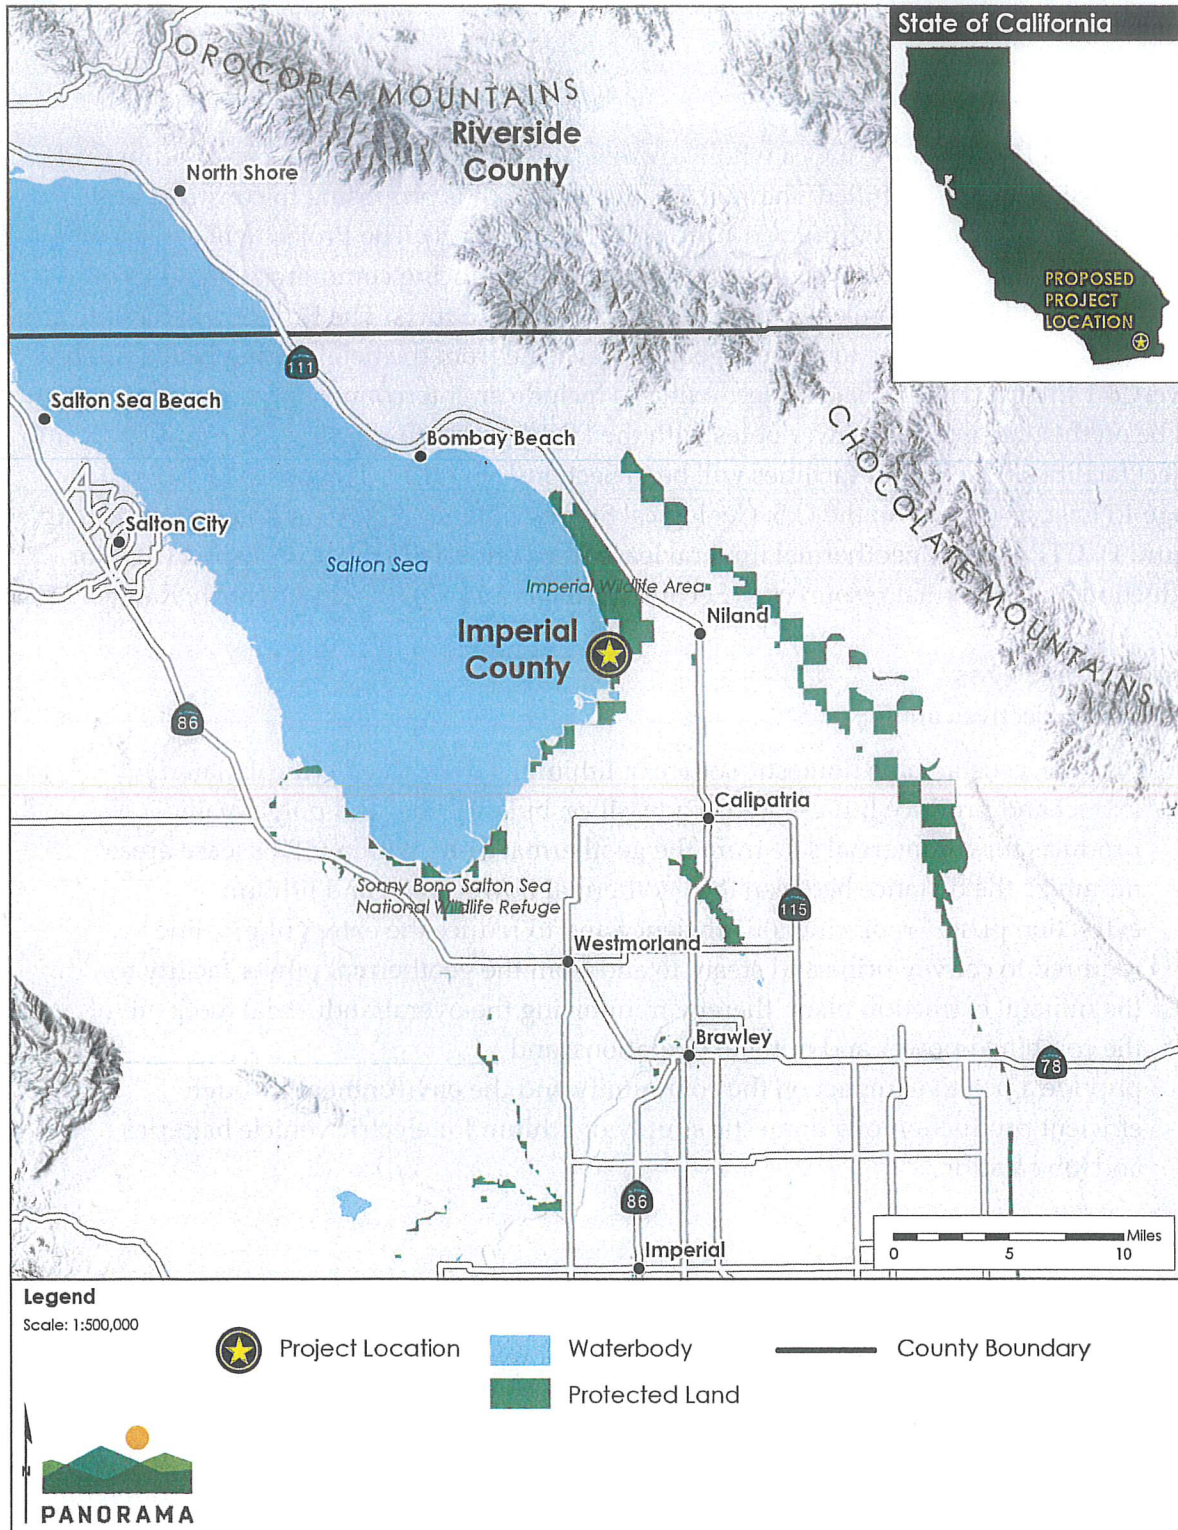 State of California
PROPOSED
PROJECT
LOCATION
OROCOPIA MOUNTAINS
Riverside
County
North Shore
111
Salton Sea Beach
Bombay Beach
CHOCOLATE MOUNTAINS
Salton City
Salton Sea
Imperial Wildlife Area
Niland
Imperial
County
86
Calipatria
Sonny Bono Salton Sea
National Wildlife Refuge
115
Westmorland
Brawley
78
86
Imperial
Miles
0 5 10
Legend
Scale: 1:500,000
Project Location
Waterbody
County Boundary
Protected Land
N
PANORAMA